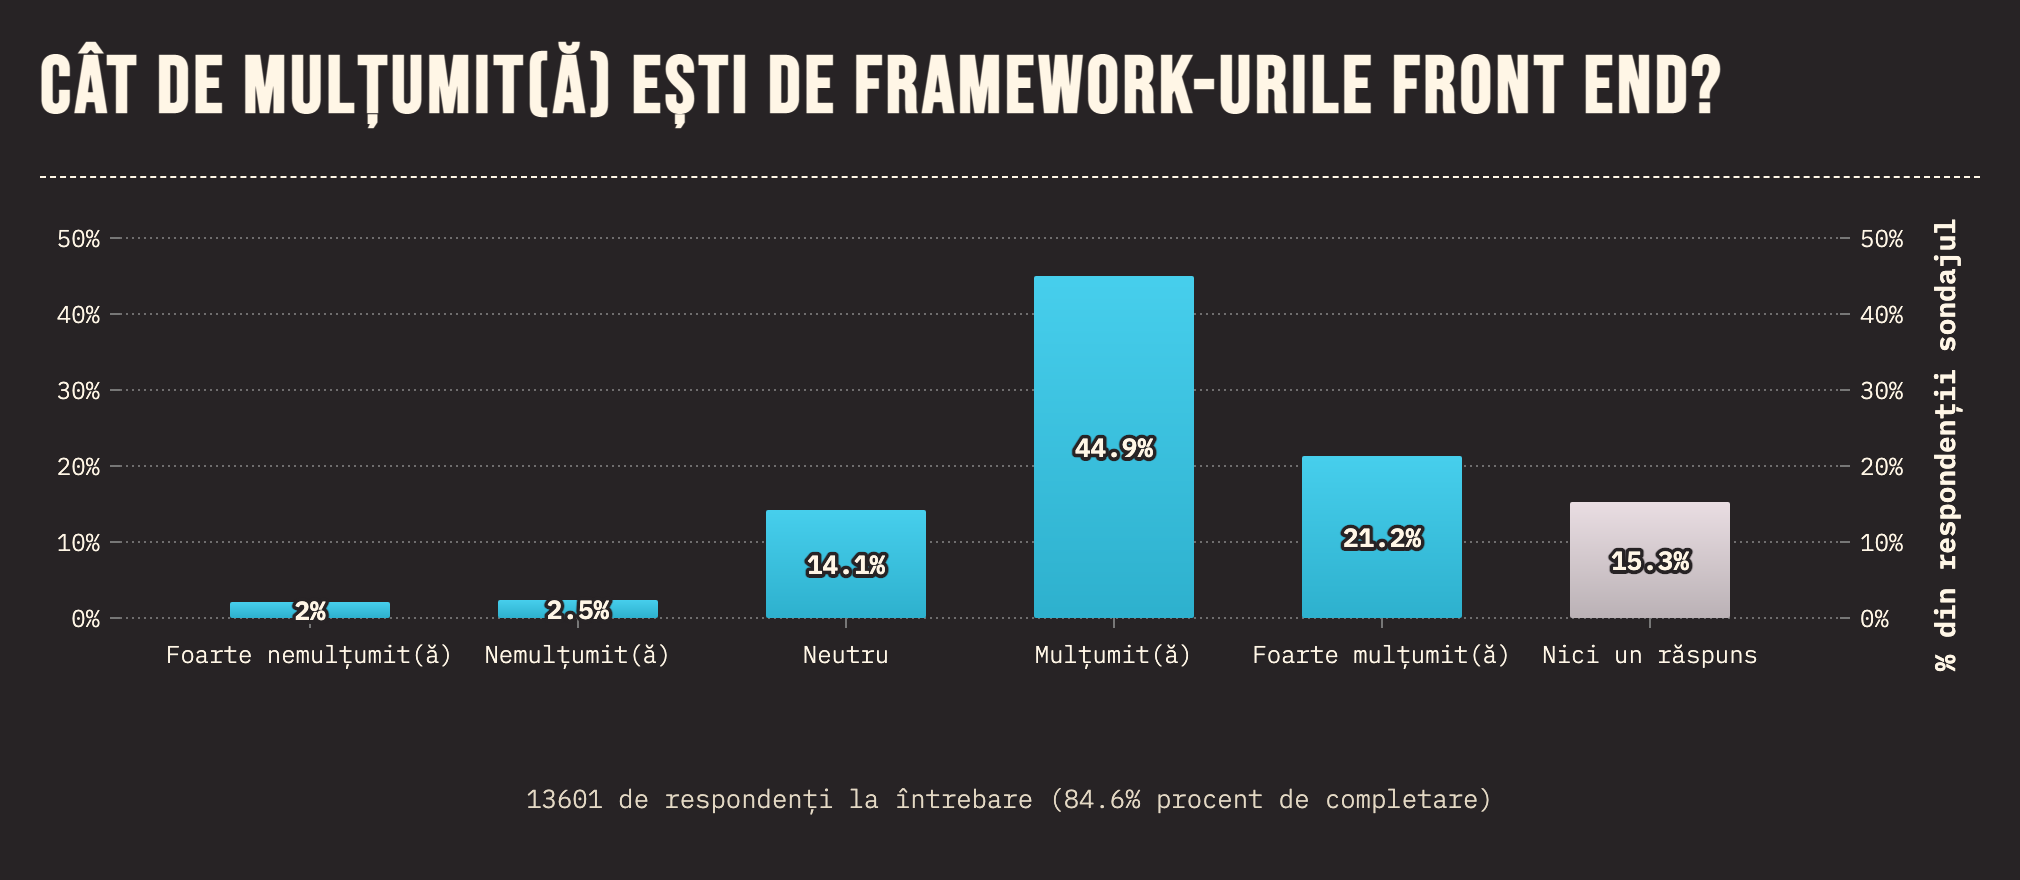 CÂT DE MULȚUMIT(Ă) EȘTI DE FRAMEWORK-URILE FRONT END?
50%
50%
40%
40%
30%
30%
20%
20%
10%
10%
0%
0%
2%
2.5%
14.1%
44.9%
21.2%
15.3%
Foarte nemulțumit(ă)
Nemulțumit(ă)
Neutru
Mulțumit(ă)
Foarte mulțumit(ă)
Nici un răspuns
% din respondenții sondajul
13601 de respondenți la întrebare (84.6% procent de completare)